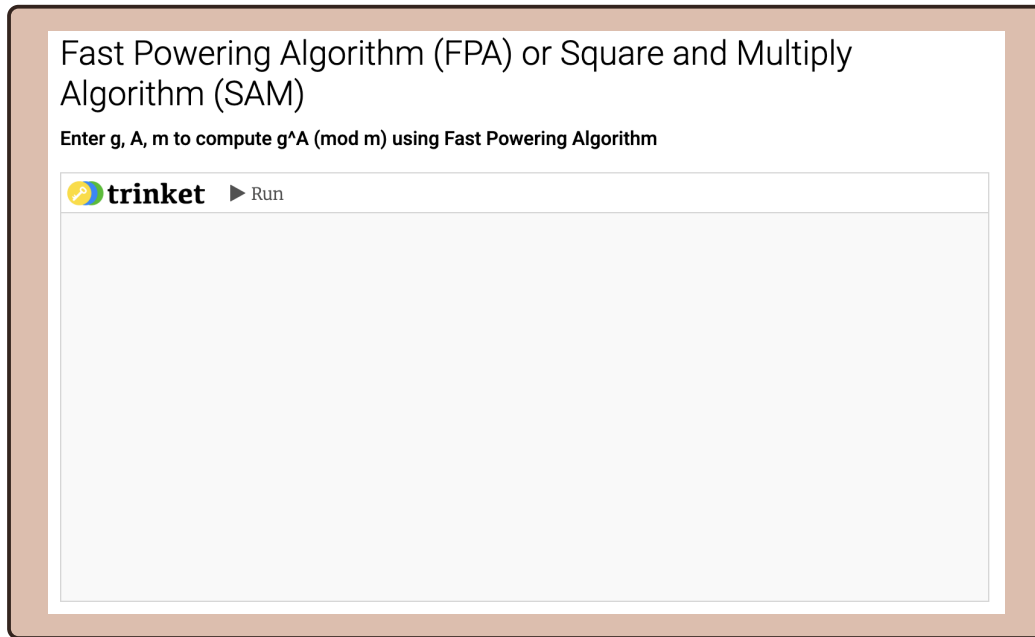 Fast Powering Algorithm (FPA) or Square and Multiply
Algorithm (SAM)
Enter g, A, m to compute g^A (mod m) using Fast Powering Algorithm
trinket Run